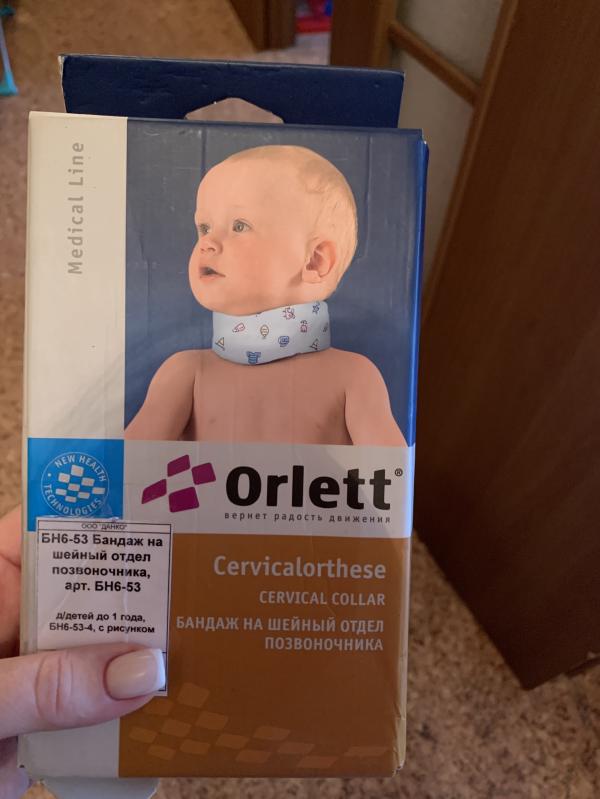 Medical Line
NEW HEALTH
TECHNOLOGIES
Orlett®
вернет радость движения
ООО "ДАНКО"
БН6-53 Бандаж на
шейный отдел
позвоночника,
арт. БН6-53
д/детей до 1 года,
БН6-53-4, с рисунком
Cervicalorthese
CERVICAL COLLAR
БАНДАЖ НА ШЕЙНЫЙ ОТДЕЛ
ПОЗВОНОЧНИКА